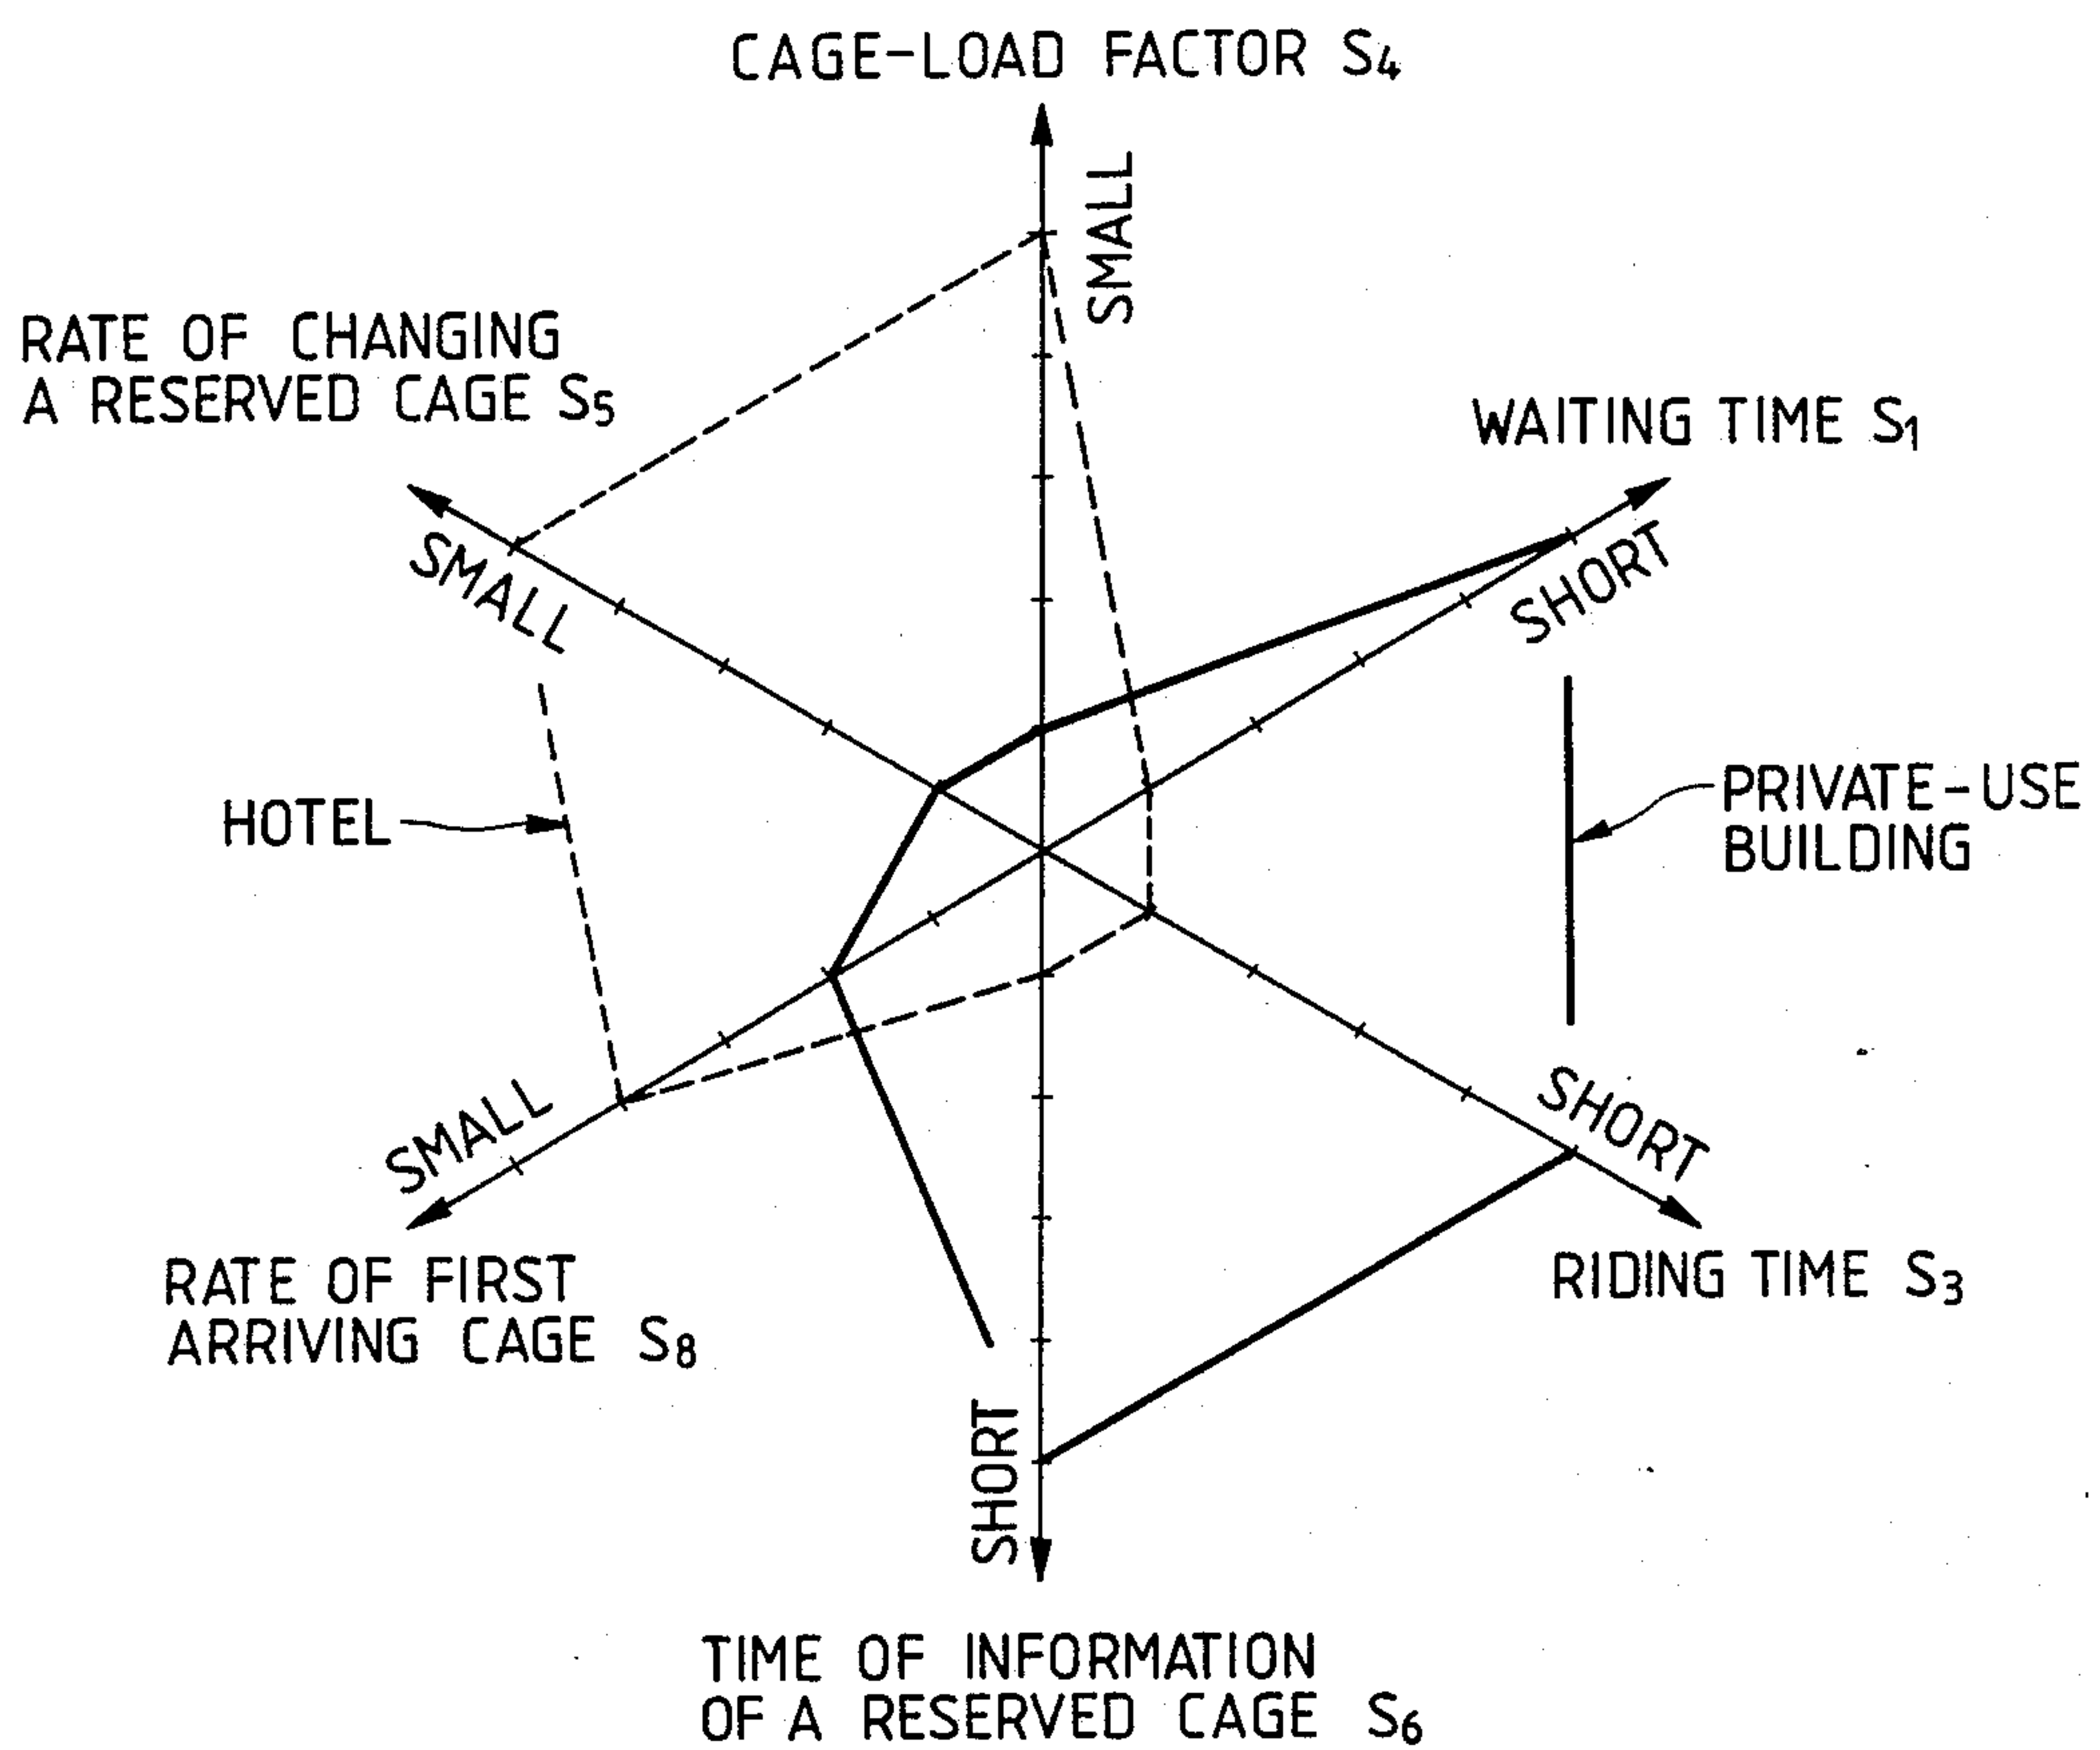 CAGE-LOAD FACTOR S4
SMALL
RATE OF CHANGING
A RESERVED CAGE S5
WAITING TIME S1
SMALL
SHORT
HOTEL
PRIVATE-USE
BUILDING
SMALL
SHORT
RATE OF FIRST
ARRIVING CAGE S8
RIDING TIME S3
SHORT
TIME OF INFORMATION
OF A RESERVED CAGE S6